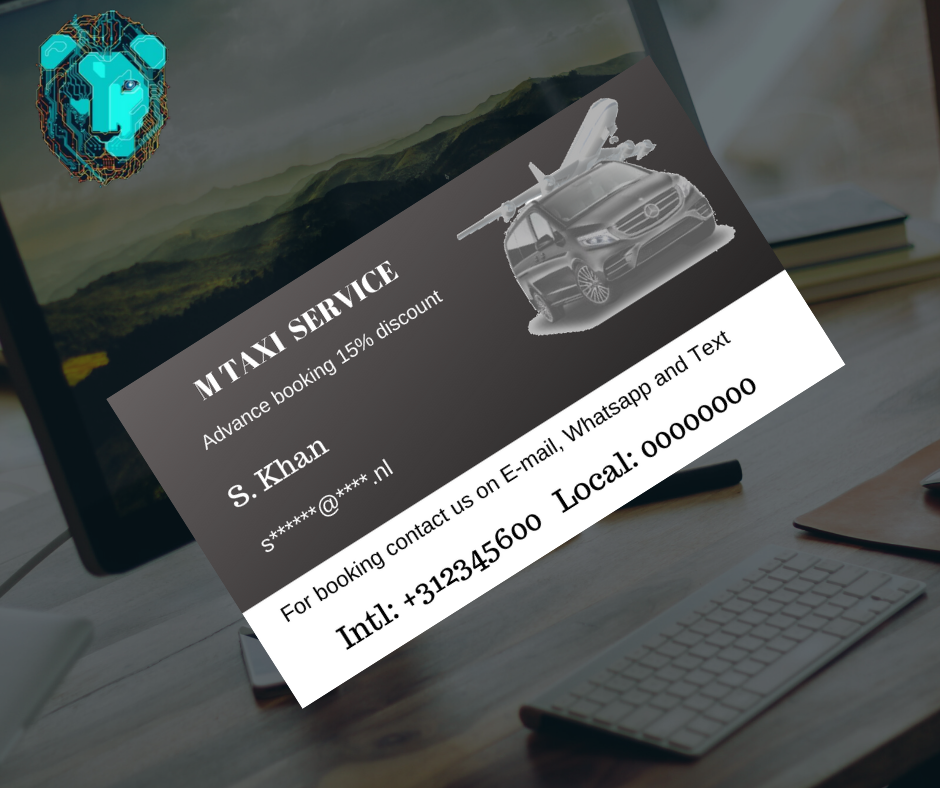 M TAXI SERVICE
Advance booking 15% discount
S. Khan
s******@****.nl
For booking contact us on E-mail, Whatsapp and Text
Intl: +312345600 Local: 00000000